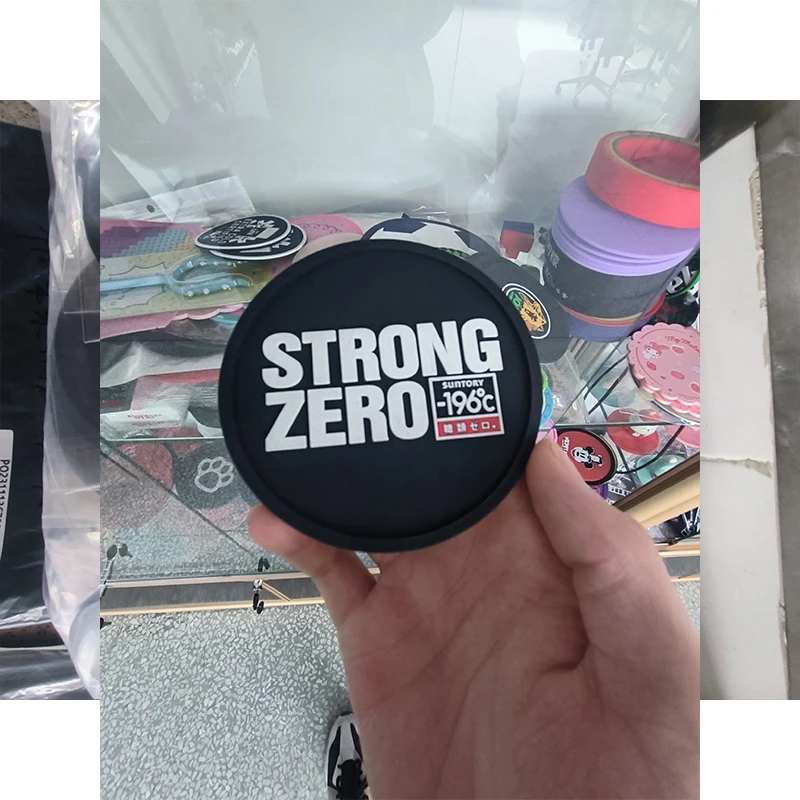 STRONG
ZERO
SUNTORY
-196℃
糖類ゼロ。